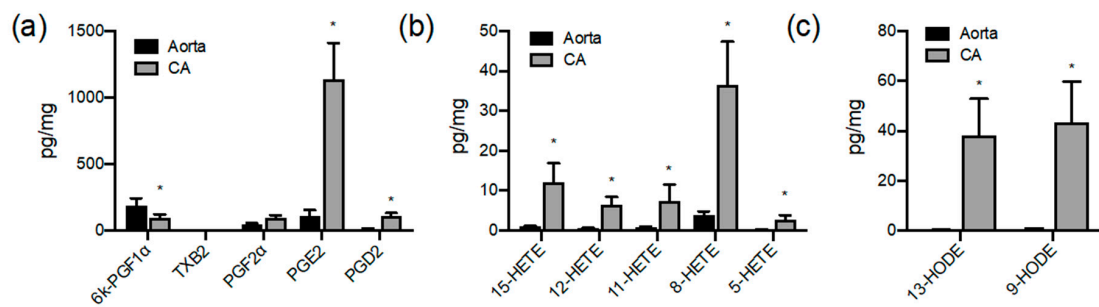 (a)
pg/mg
1500
1000
500
0
Aorta
CA
*
*
*
6k-PGF1α
TXB2
PGF2α
PGE2
PGD2
(b)
pg/mg
50
40
30
20
10
0
Aorta
CA
*
*
*
*
*
15-HETE
12-HETE
11-HETE
8-HETE
5-HETE
(c)
pg/mg
80
60
40
20
0
Aorta
CA
*
*
13-HODE
9-HODE